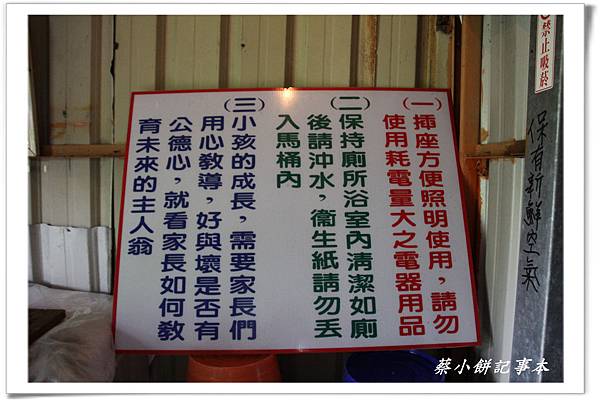 (一)插座方便照明使用，請勿
使用耗電量大之電器用品
(二)保持廁所浴室內清潔如廁
後請沖水，衛生紙請勿丟
入馬桶內
(三)小孩的成長，需要家長們
用心教導，好與壞是否有
公德心，就看家長如何教
育未來的主人翁
禁止吸菸
保有新鮮空氣
蔡小餅記事本